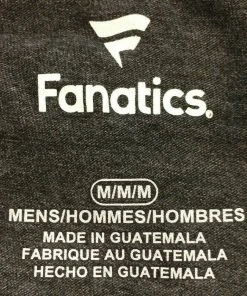 Fanatics.
M/M/M
MENS/HOMMES/HOMBRES
MADE IN GUATEMALA
FABRIQUE AU GUATEMALA
HECHO EN GUATEMALA